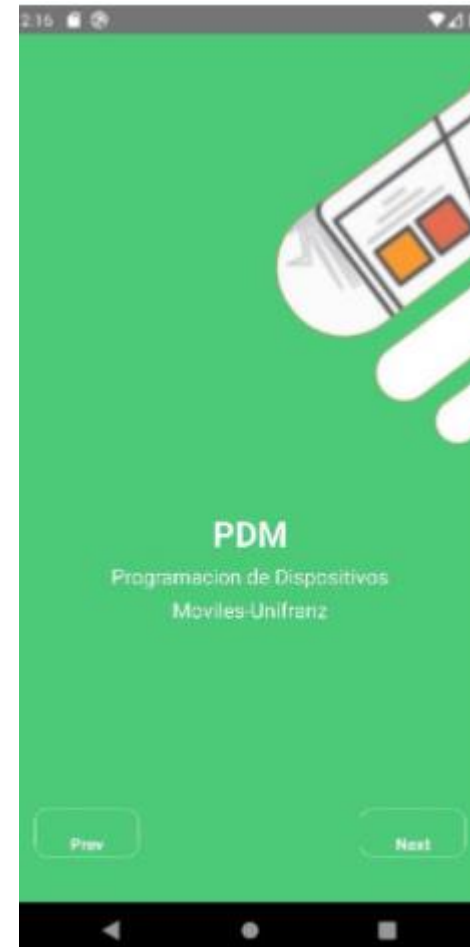 2:16
PDM
Programacion de Dispositivos
Moviles-Unifranz
Prev
Next